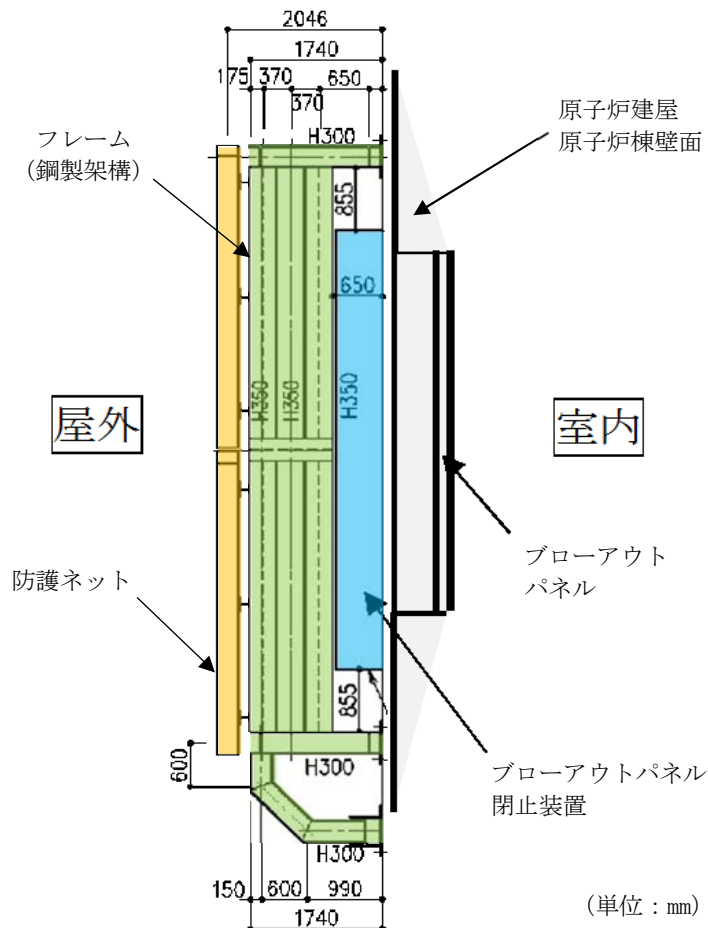 2046
1740
175 370 650
370
H300
原子炉建屋
原子炉棟壁面
フレーム
(鋼製架構)
855
650
H350 H350 H350
屋外
室内
ブローアウト
パネル
防護ネット
855
600
H300
ブローアウトパネル
閉止装置
H300
150 600 990
1740
(単位:mm)